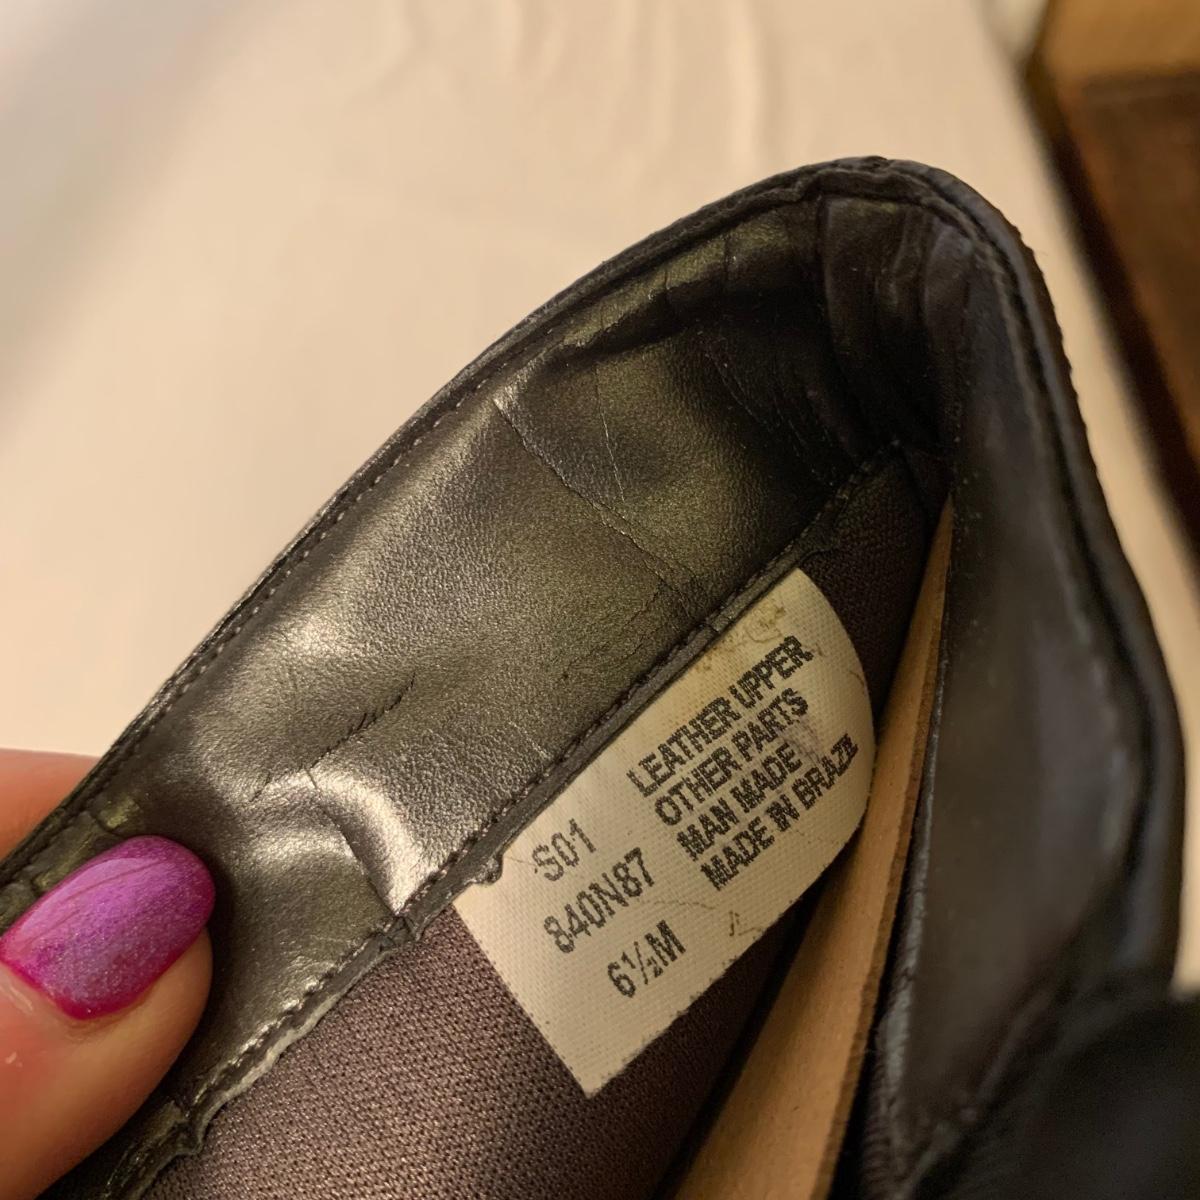 LEATHER UPPER
OTHER PARTS
MAN MADE
MADE IN BRAZIL
S01
840N87
6½M